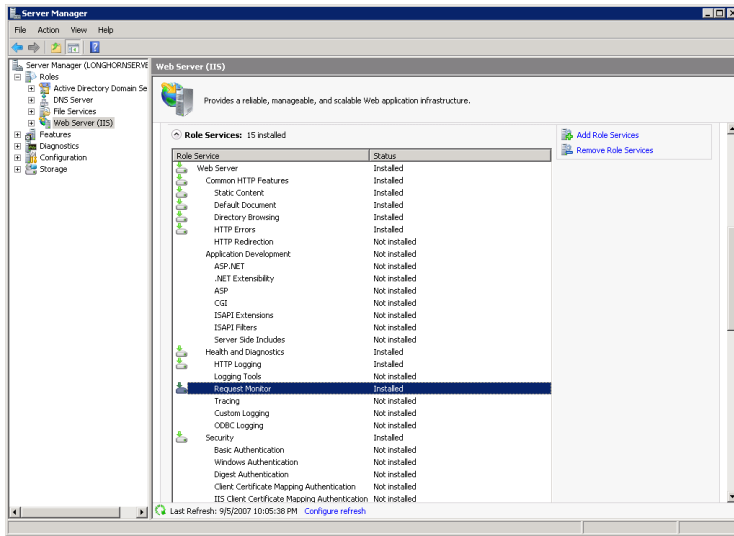 Server Manager
File Action View Help
Server Manager (LONGHORNSERVE
Roles
Active Directory Domain Se
DNS Server
File Services
Web Server (IIS)
Features
Diagnostics
Configuration
Storage
Web Server (IIS)
Provides a reliable, manageable, and scalable Web application infrastructure.
Role Services: 15 installed
Add Role Services
Remove Role Services
Role Service Status
Web Server Installed
Common HTTP Features Installed
Static Content Installed
Default Document Installed
Directory Browsing Installed
HTTP Errors Installed
HTTP Redirection Not installed
Application Development Not installed
ASP.NET Not installed
.NET Extensibility Not installed
ASP Not installed
CGI Not installed
ISAPI Extensions Not installed
ISAPI Filters Not installed
Server Side Includes Not installed
Health and Diagnostics Installed
HTTP Logging Installed
Logging Tools Not installed
Request Monitor Installed
Tracing Not installed
Custom Logging Not installed
ODBC Logging Not installed
Security Installed
Basic Authentication Not installed
Windows Authentication Not installed
Digest Authentication Not installed
Client Certificate Mapping Authentication Not installed
IIS Client Certificate Mapping Authentication Not installed
Last Refresh: 9/5/2007 10:05:38 PM Configure refresh